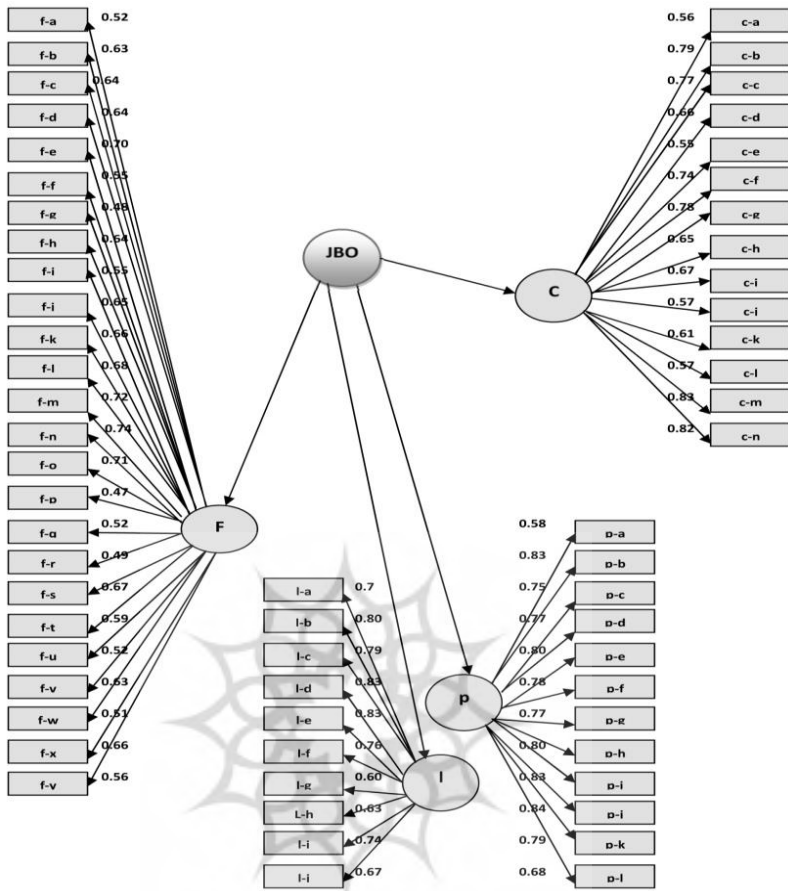 f-a 0.52
f-b 0.63
f-c 0.64
f-d 0.64
f-e 0.70
f-f 0.55
f-g 0.48
f-h 0.64
f-i 0.55
f-j 0.65
f-k 0.66
f-l 0.68
f-m 0.72
f-n 0.74
f-o 0.71
f-p 0.47
f-q 0.52
f-r 0.49
f-s 0.67
f-t 0.59
f-u 0.52
f-v 0.53
f-w 0.51
f-x 0.66
f-y 0.56
JBO
F
C
0.56 c-a
0.79 c-b
0.77 c-c
0.66 c-d
0.55 c-e
0.74 c-f
0.78 c-g
0.65 c-h
0.67 c-i
0.57 c-j
0.61 c-k
0.57 c-l
0.83 c-m
0.82 c-n
l-a 0.7
l-b 0.80
l-c 0.79
l-d 0.83
l-e 0.83
l-f 0.76
l-g 0.60
L-h 0.63
l-i 0.74
l-j 0.67
l
p
0.58 p-a
0.83 p-b
0.75 p-c
0.77 p-d
0.80 p-e
0.78 p-f
0.77 p-g
0.80 p-h
0.83 p-i
0.84 p-j
0.79 p-k
0.68 p-l